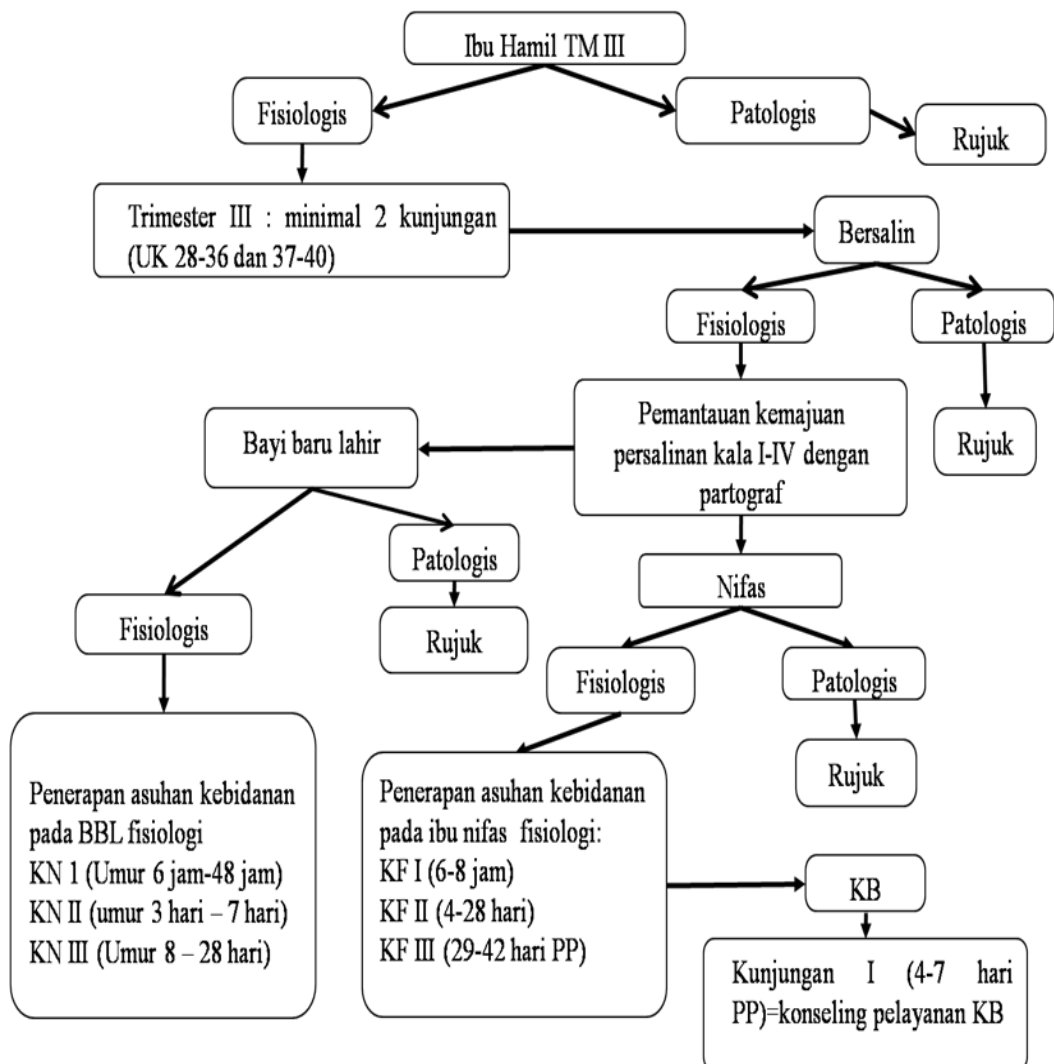 Ibu Hamil TM III
Fisiologis
Patologis
Rujuk
Trimester III : minimal 2 kunjungan
(UK 28-36 dan 37-40)
Bersalin
Fisiologis
Patologis
Rujuk
Pemantauan kemajuan
persalinan kala I-IV dengan
partograf
Bayi baru lahir
Patologis
Rujuk
Fisiologis
Nifas
Fisiologis
Patologis
Rujuk
Penerapan asuhan kebidanan
pada BBL fisiologi
KN 1 (Umur 6 jam-48 jam)
KN II (umur 3 hari – 7 hari)
KN III (Umur 8 – 28 hari)
Penerapan asuhan kebidanan
pada ibu nifas fisiologi:
KF I (6-8 jam)
KF II (4-28 hari)
KF III (29-42 hari PP)
KB
Kunjungan I (4-7 hari
PP)=konseling pelayanan KB